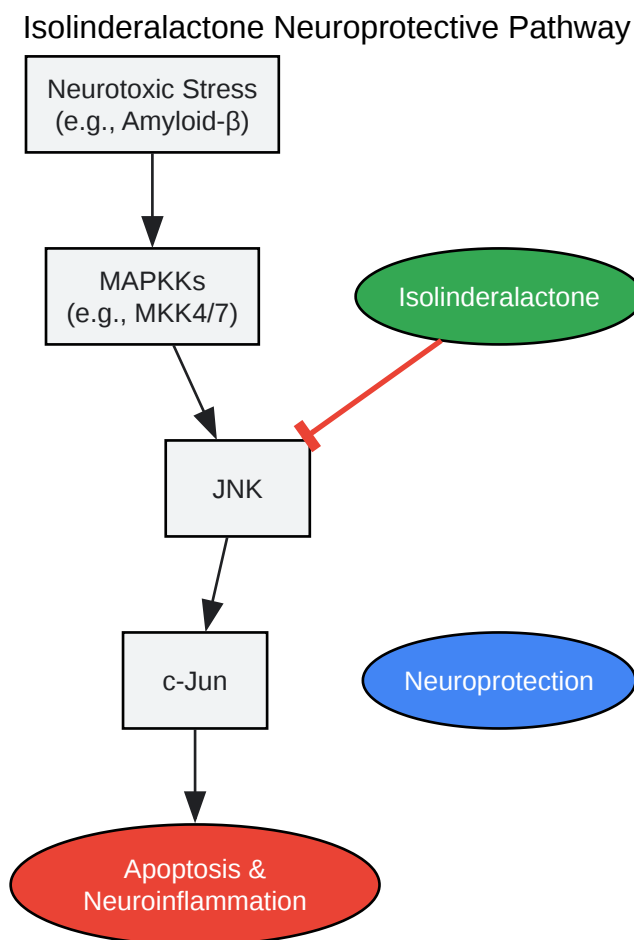 Isolinderalactone Neuroprotective Pathway
Neurotoxic Stress
(e.g., Amyloid-β)
MAPKKs
(e.g., MKK4/7)
Isolinderalactone
JNK
c-Jun
Neuroprotection
Apoptosis &
Neuroinflammation